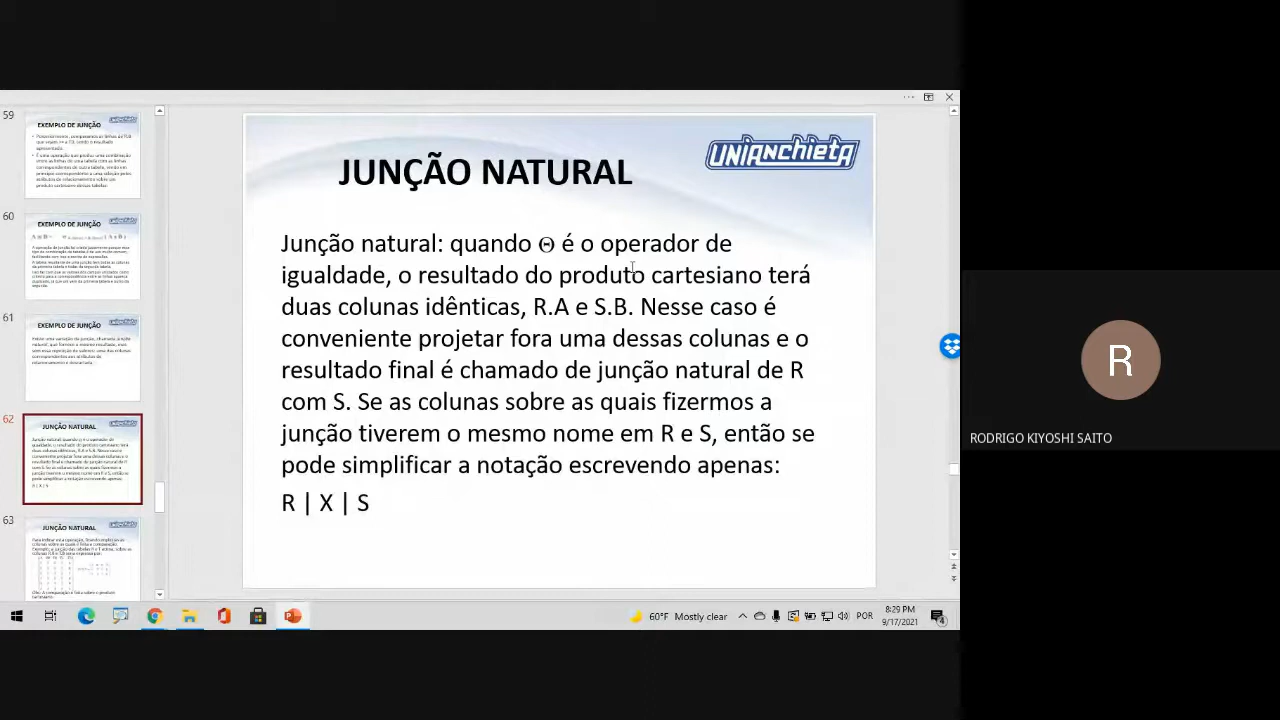 59
EXEMPLO DE JUNÇÃO
60
EXEMPLO DE JUNÇÃO
61
EXEMPLO DE JUNÇÃO
62
JUNÇÃO NATURAL
R | X | S
63
JUNÇÃO NATURAL
UNIANCHIETA
JUNÇÃO NATURAL
Junção natural: quando Θ é o operador de
igualdade, o resultado do produto cartesiano terá
duas colunas idênticas, R.A e S.B. Nesse caso é
conveniente projetar fora uma dessas colunas e o
resultado final é chamado de junção natural de R
com S. Se as colunas sobre as quais fizermos a
junção tiverem o mesmo nome em R e S, então se
pode simplificar a notação escrevendo apenas:
R | X | S
R
RODRIGO KIYOSHI SAITO
60°F Mostly clear
POR
8:29 PM
9/17/2021
4